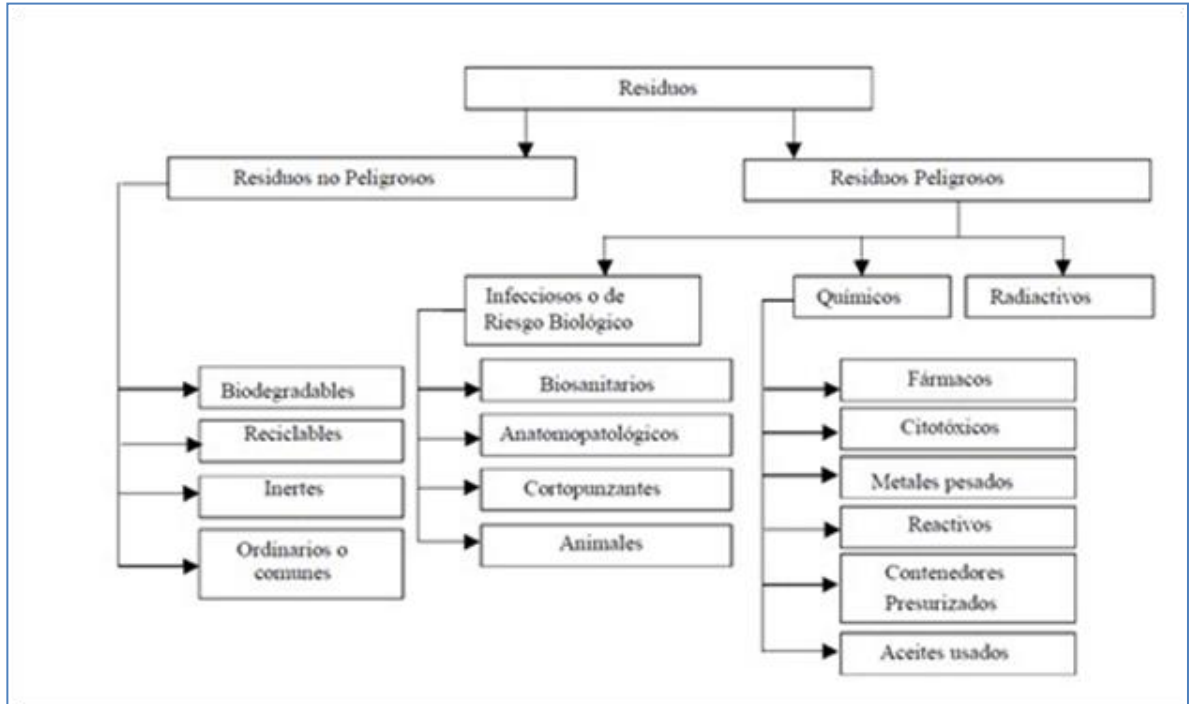 Residuos
Residuos no Peligrosos
Residuos Peligrosos
Infecciosos o de
Riesgo Biológico
Químicos
Radiactivos
Biodegradables
Reciclables
Inertes
Ordinarios o
comunes
Biosanitarios
Anatomopatológicos
Cortopunzantes
Animales
Fármacos
Citotóxicos
Metales pesados
Reactivos
Contenedores
Presurizados
Aceites usados